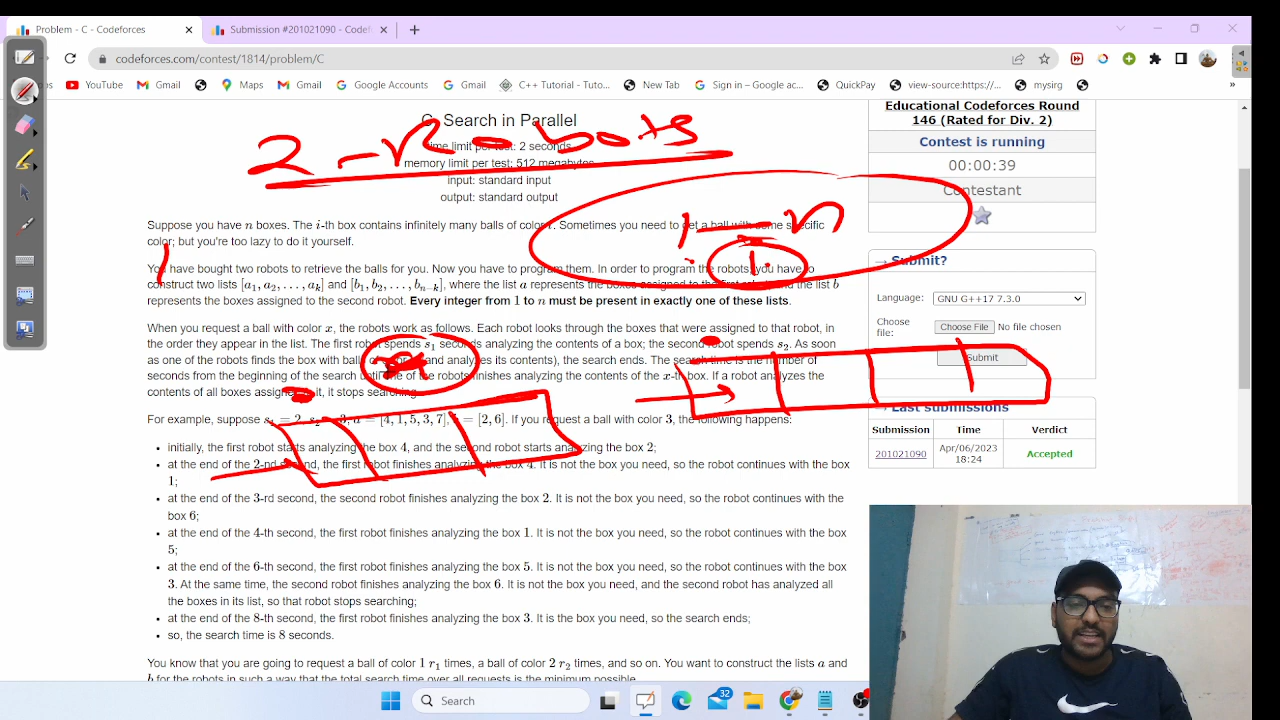 Problem - C - Codeforces
Submission #201021090 - Codef
codeforces.com/contest/1814/problem/C
YouTube
Gmail
Maps
Gmail
Google Accounts
Gmail
C++ Tutorial - Tuto...
New Tab
Sign in – Google ac...
QuickPay
view-source:https:/...
mysirg
C. Search in Parallel
2 - Robots
time limit per test: 2 seconds
memory limit per test: 512 megabytes
input: standard input
output: standard output
1 — n
1
Suppose you have n boxes. The i-th box contains infinitely many balls of color i. Sometimes you need to get a ball with some specific
color; but you're too lazy to do it yourself.
You have bought two robots to retrieve the balls for you. Now you have to program them. In order to program the robots, you have to
construct two lists [a1, a2, . . . , ak] and [b1, b2, . . . , bn−k], where the list a represents the boxes assigned to the first robot, and the list b
represents the boxes assigned to the second robot. Every integer from 1 to n must be present in exactly one of these lists.
When you request a ball with color x, the robots work as follows. Each robot looks through the boxes that were assigned to that robot, in
the order they appear in the list. The first robot spends s1 seconds analyzing the contents of a box; the second robot spends s2. As soon
as one of the robots finds the box with balls of color x (and analyzes its contents), the search ends. The search time is the number of
seconds from the beginning of the search until one of the robots finishes analyzing the contents of the x-th box. If a robot analyzes the
contents of all boxes assigned to it, it stops searching.
For example, suppose s1 = 2, s2 = 3, a = [4, 1, 5, 3, 7], b = [2, 6]. If you request a ball with color 3, the following happens:
initially, the first robot starts analyzing the box 4, and the second robot starts analyzing the box 2;
at the end of the 2-nd second, the first robot finishes analyzing the box 4. It is not the box you need, so the robot continues with the box
1;
at the end of the 3-rd second, the second robot finishes analyzing the box 2. It is not the box you need, so the robot continues with the
box 6;
at the end of the 4-th second, the first robot finishes analyzing the box 1. It is not the box you need, so the robot continues with the box
5;
at the end of the 6-th second, the first robot finishes analyzing the box 5. It is not the box you need, so the robot continues with the box
3. At the same time, the second robot finishes analyzing the box 6. It is not the box you need, and the second robot has analyzed all
the boxes in its list, so that robot stops searching;
at the end of the 8-th second, the first robot finishes analyzing the box 3. It is the box you need, so the search ends;
so, the search time is 8 seconds.
You know that you are going to request a ball of color 1 r1 times, a ball of color 2 r2 times, and so on. You want to construct the lists a and
b for the robots in such a way that the total search time over all requests is the minimum possible.
Educational Codeforces Round
146 (Rated for Div. 2)
Contest is running
00:00:39
Contestant
Submit?
Language:
GNU G++17 7.3.0
Choose
file:
Choose File
No file chosen
Submit
Last submissions
Submission
Time
Verdict
201021090
Apr/06/2023
18:24
Accepted
Search
32